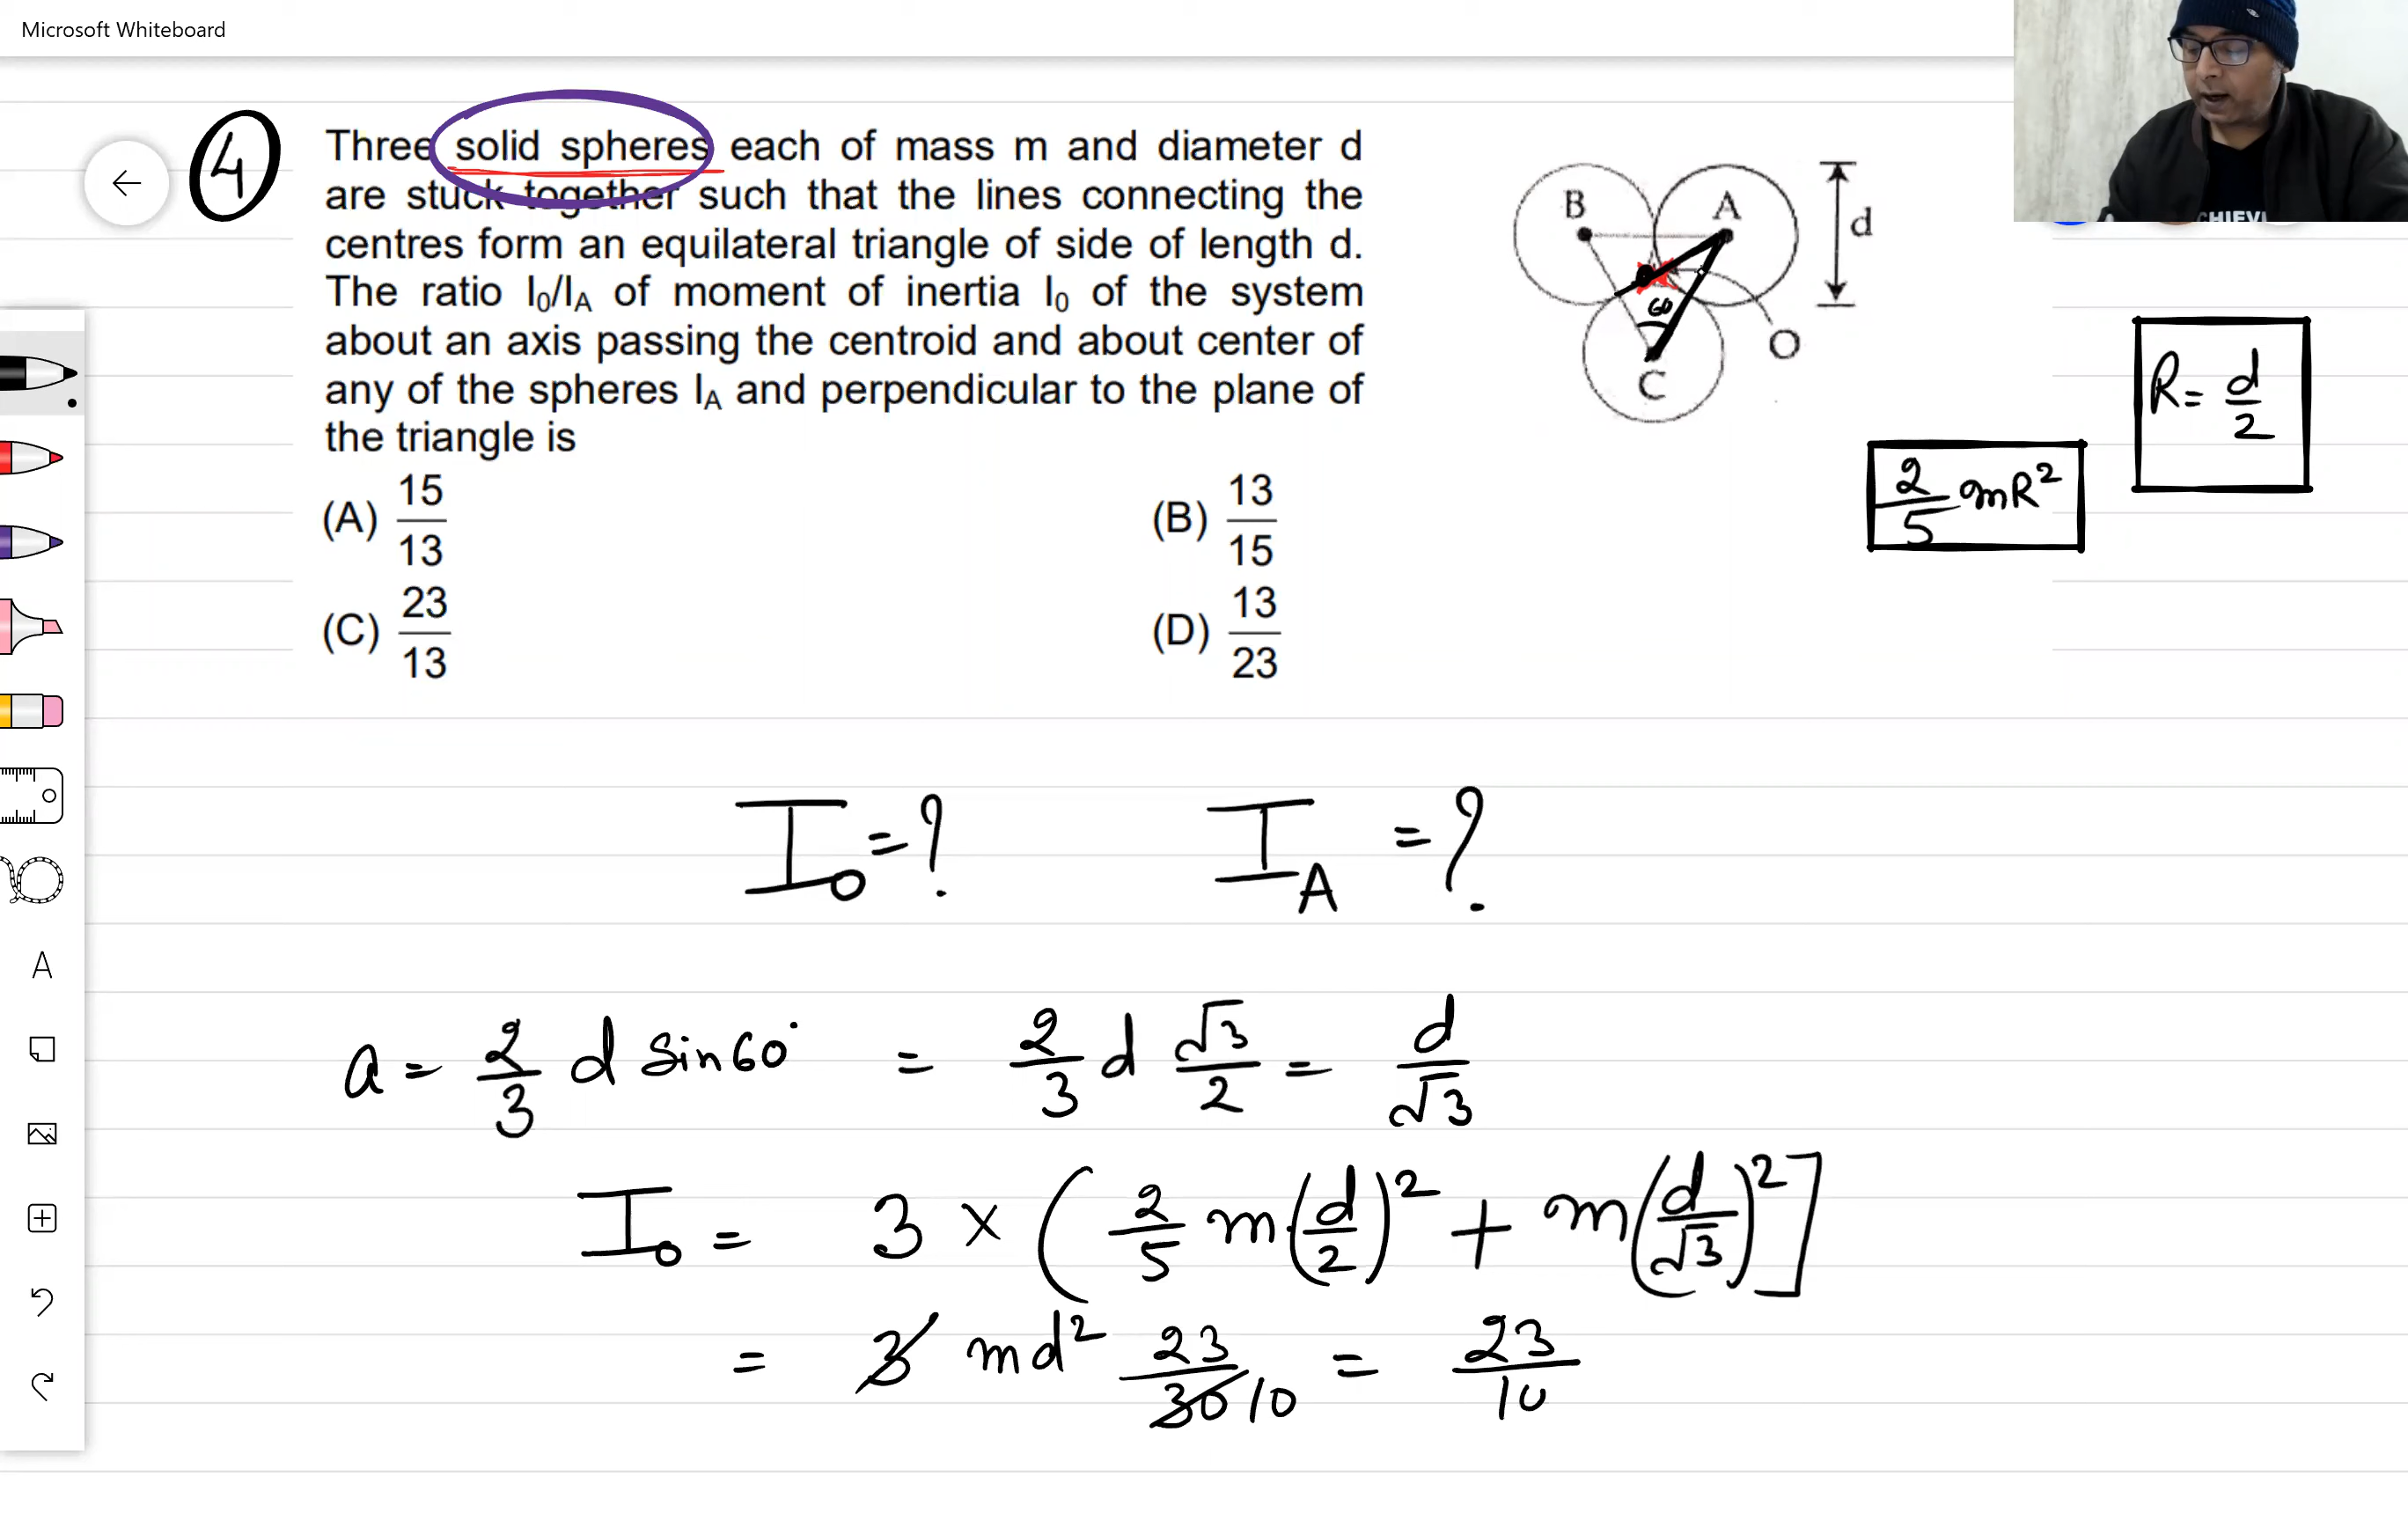 Microsoft Whiteboard
4
Three solid spheres each of mass m and diameter d
are stuck together such that the lines connecting the
centres form an equilateral triangle of side of length d.
The ratio I₀/I_A of moment of inertia I₀ of the system
about an axis passing the centroid and about center of
any of the spheres I_A and perpendicular to the plane of
the triangle is
(A) 15/13
(B) 13/15
(C) 23/13
(D) 13/23
B A d
60
O
C
R = d/2
2/5 mR²
I₀ = ? I_A = ?
a = 2/3 d sin60° = 2/3 d √3/2 = d/√3
I₀ = 3 × ( 2/5 m(d/2)² + m(d/√3)² ]
= 3 md² 23/30 10 = 23/10
A